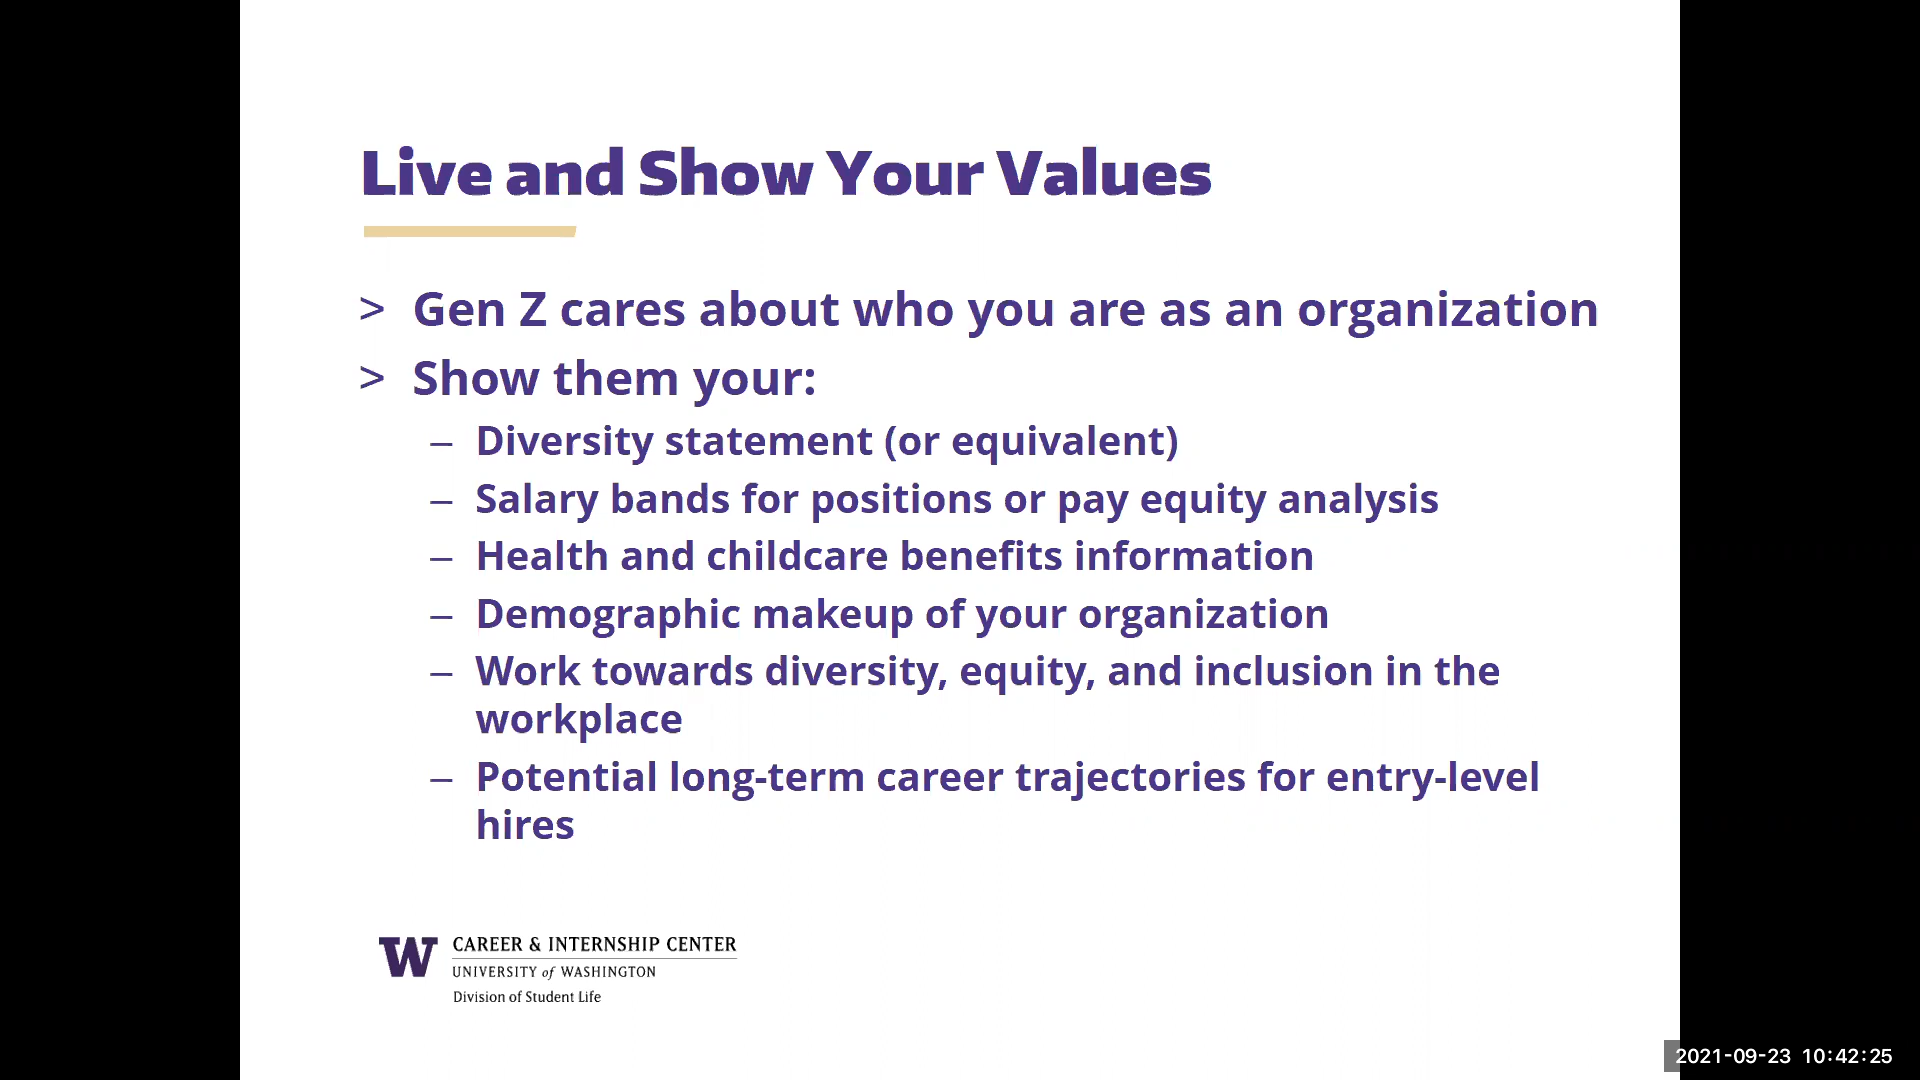 Live and Show Your Values
> Gen Z cares about who you are as an organization
> Show them your:
– Diversity statement (or equivalent)
– Salary bands for positions or pay equity analysis
– Health and childcare benefits information
– Demographic makeup of your organization
– Work towards diversity, equity, and inclusion in the
workplace
– Potential long-term career trajectories for entry-level
hires
W
CAREER & INTERNSHIP CENTER
UNIVERSITY of WASHINGTON
Division of Student Life
2021-09-23 10:42:25